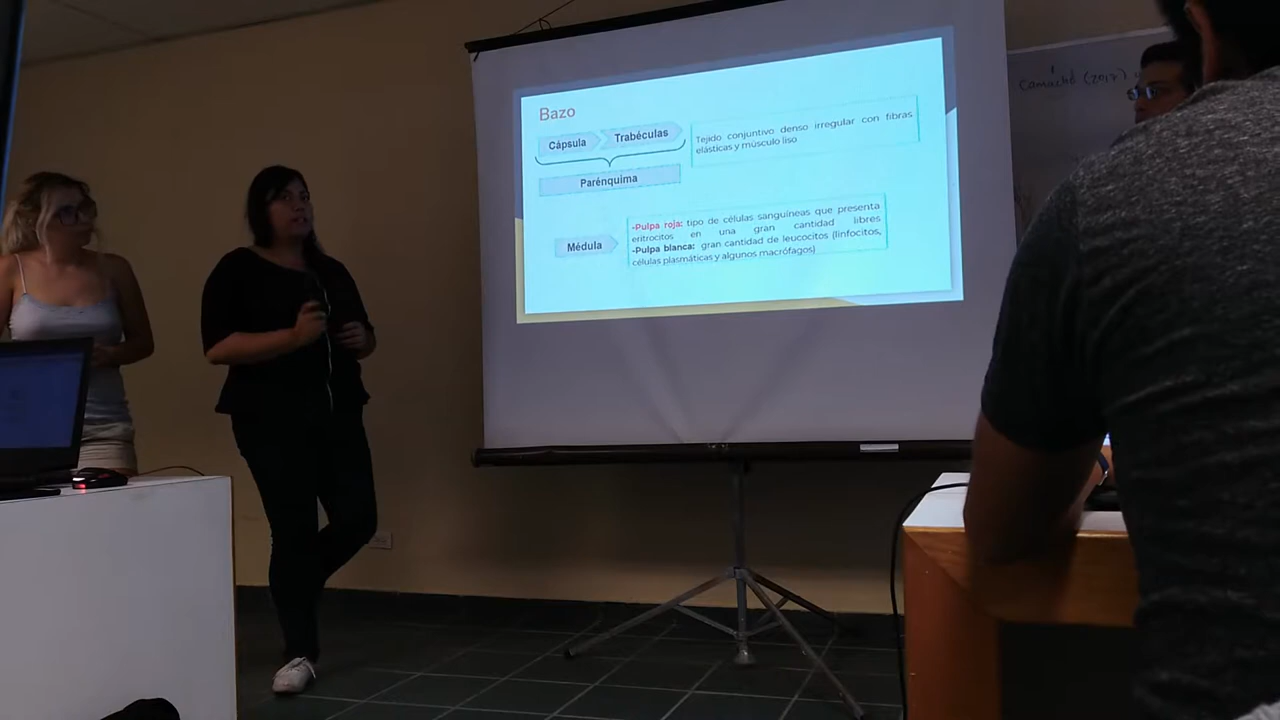 Bazo
Cápsula
Trabéculas
Tejido conjuntivo denso irregular con fibras
elásticas y músculo liso
Parénquima
Médula
-Pulpa roja: tipo de células sanguíneas que presenta
eritrocitos en una gran cantidad libres
-Pulpa blanca: gran cantidad de leucocitos (linfocitos,
células plasmáticas y algunos macrófagos)
Camacho (2017)